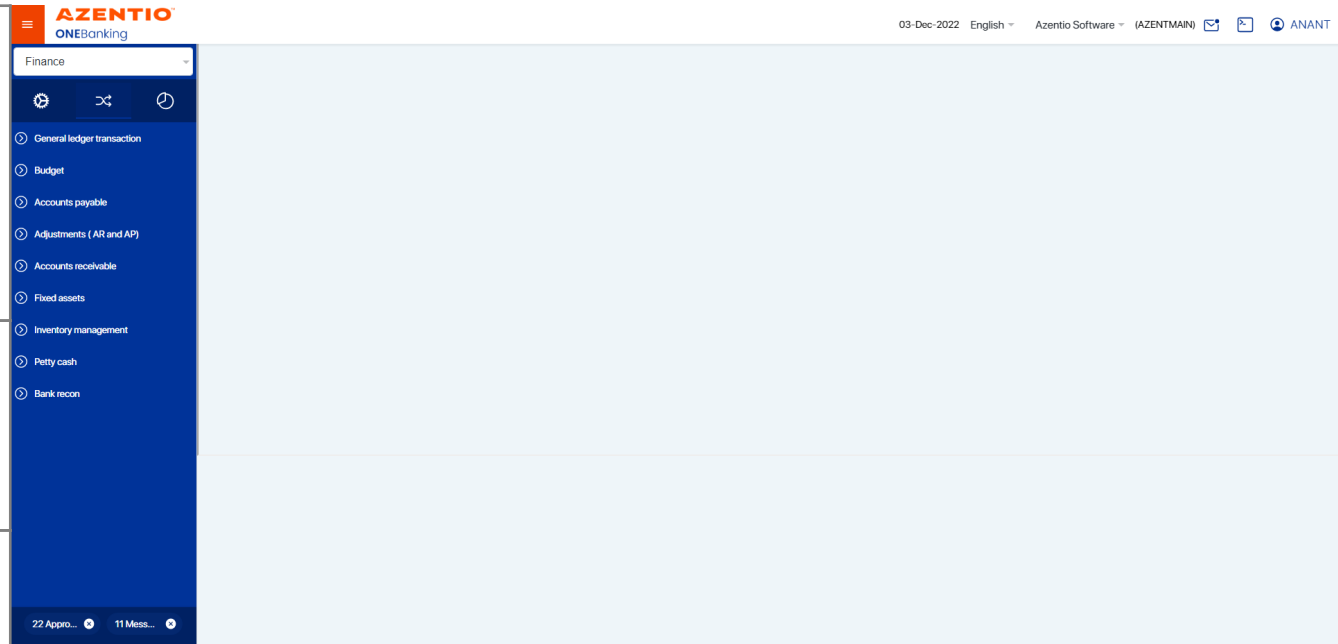 AZENTIO™
ONEBanking
03-Dec-2022 English Azentio Software (AZENTMAIN) ANANT
Finance
General ledger transaction
Budget
Accounts payable
Adjustments ( AR and AP)
Accounts receivable
Fixed assets
Inventory management
Petty cash
Bank recon
22 Appro... 11 Mess...